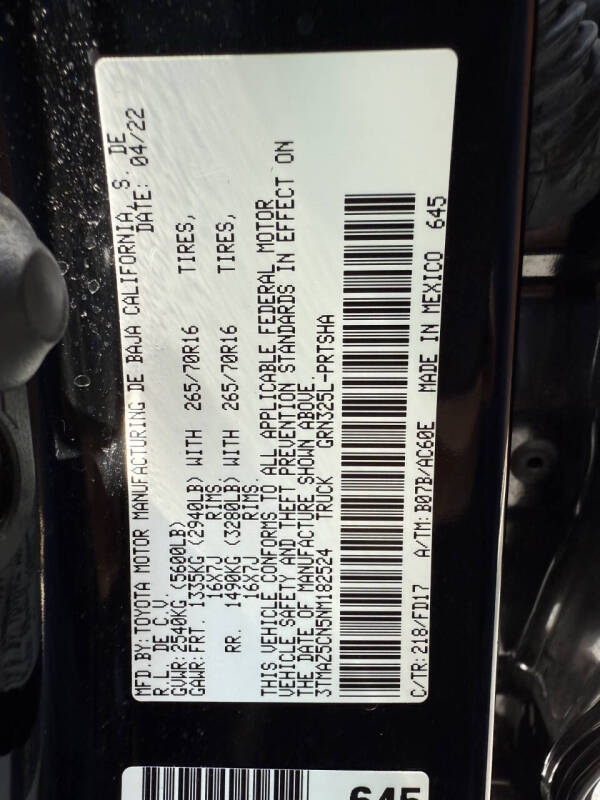 MFD.BY:TOYOTA MOTOR MANUFACTURING DE BAJA CALIFORNIA, S. DE
R.L. DE C.V. DATE: 04/22
GVWR:2540KG(5600LB)
GAWR:FRT. 1335KG (2940LB) WITH 265/70R16 TIRES,
16X7J RIMS.
RR. 1490KG (3280LB) WITH 265/70R16 TIRES,
16X7J RIMS.
THIS VEHICLE CONFORMS TO ALL APPLICABLE FEDERAL MOTOR
VEHICLE SAFETY AND THEFT PREVENTION STANDARDS IN EFFECT ON
THE DATE OF MANUFACTURE SHOWN ABOVE.
3TMAZ5CN5NM182524 TRUCK GRN325L-PRTSHA
C/TR:218/FD17 A/TM:B07B/AC60E MADE IN MEXICO 645
645